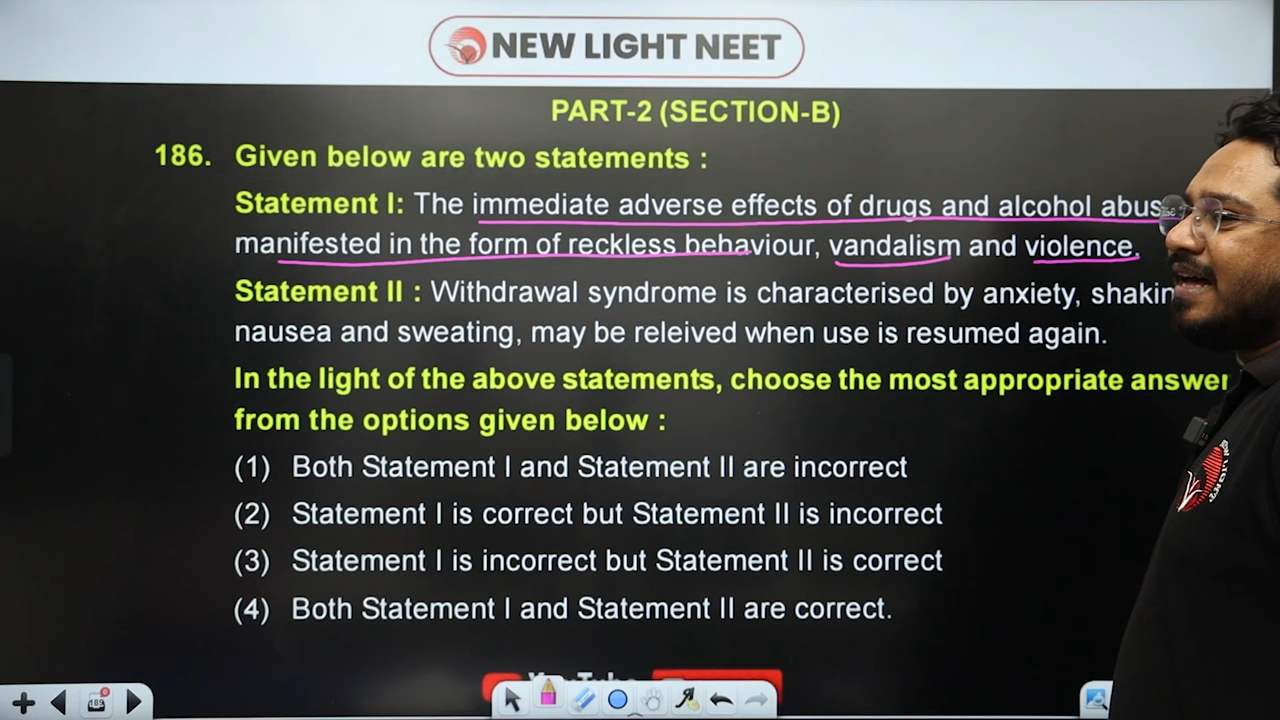 NEW LIGHT NEET
PART-2 (SECTION-B)
186. Given below are two statements :
Statement I: The immediate adverse effects of drugs and alcohol
manifested in the form of reckless behaviour, vandalism and violence.
Statement II : Withdrawal syndrome is characterised by anxiety,
nausea and sweating, may be releived when use is resumed again.
In the light of the above statements, choose the most appropriate answer
from the options given below :
(1) Both Statement I and Statement II are incorrect
(2) Statement I is correct but Statement II is incorrect
(3) Statement I is incorrect but Statement II is correct
(4) Both Statement I and Statement II are correct.
189